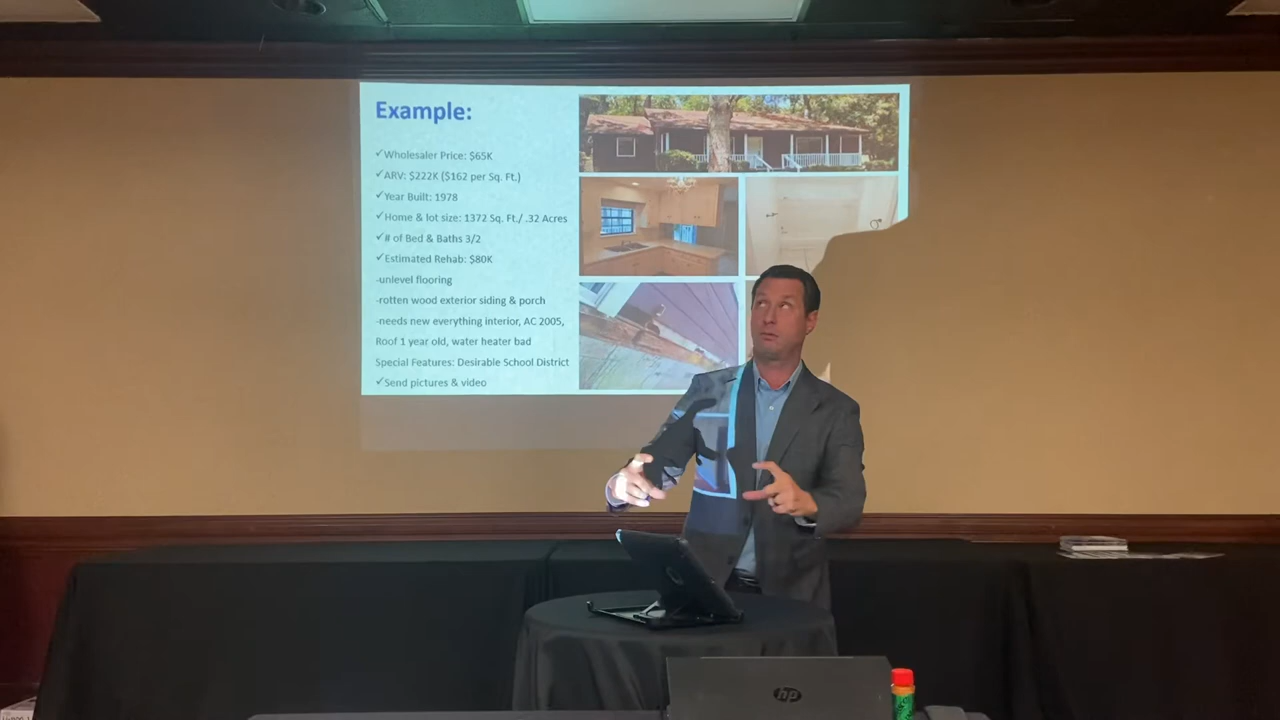 Example:
✓Wholesaler Price: $65K
✓ARV: $222K ($162 per Sq. Ft.)
✓Year Built: 1978
✓Home & lot size: 1372 Sq. Ft./ .32 Acres
✓# of Bed & Baths 3/2
✓Estimated Rehab: $80K
-unlevel flooring
-rotten wood exterior siding & porch
-needs new everything interior, AC 2005,
Roof 1 year old, water heater bad
Special Features: Desirable School District
✓Send pictures & video
hp